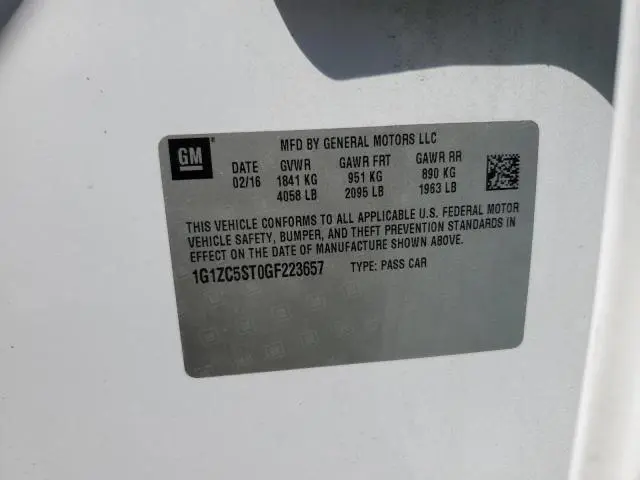 GM
MFD BY GENERAL MOTORS LLC
DATE GVWR GAWR FRT GAWR RR
02/16 1841 KG 951 KG 890 KG
4058 LB 2095 LB 1963 LB
THIS VEHICLE CONFORMS TO ALL APPLICABLE U.S. FEDERAL MOTOR
VEHICLE SAFETY, BUMPER, AND THEFT PREVENTION STANDARDS IN
EFFECT ON THE DATE OF MANUFACTURE SHOWN ABOVE.
1G1ZC5ST0GF223657 TYPE: PASS CAR